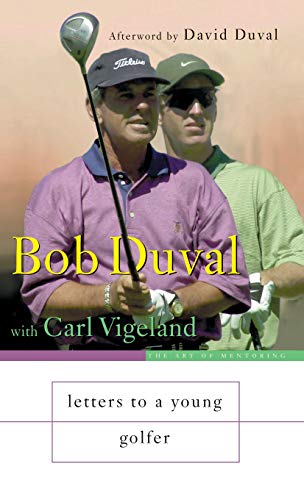 Afterword by David Duval
Titleist
Bob Duval
with Carl Vigeland
THE ART OF MENTORING
letters to a young
golfer